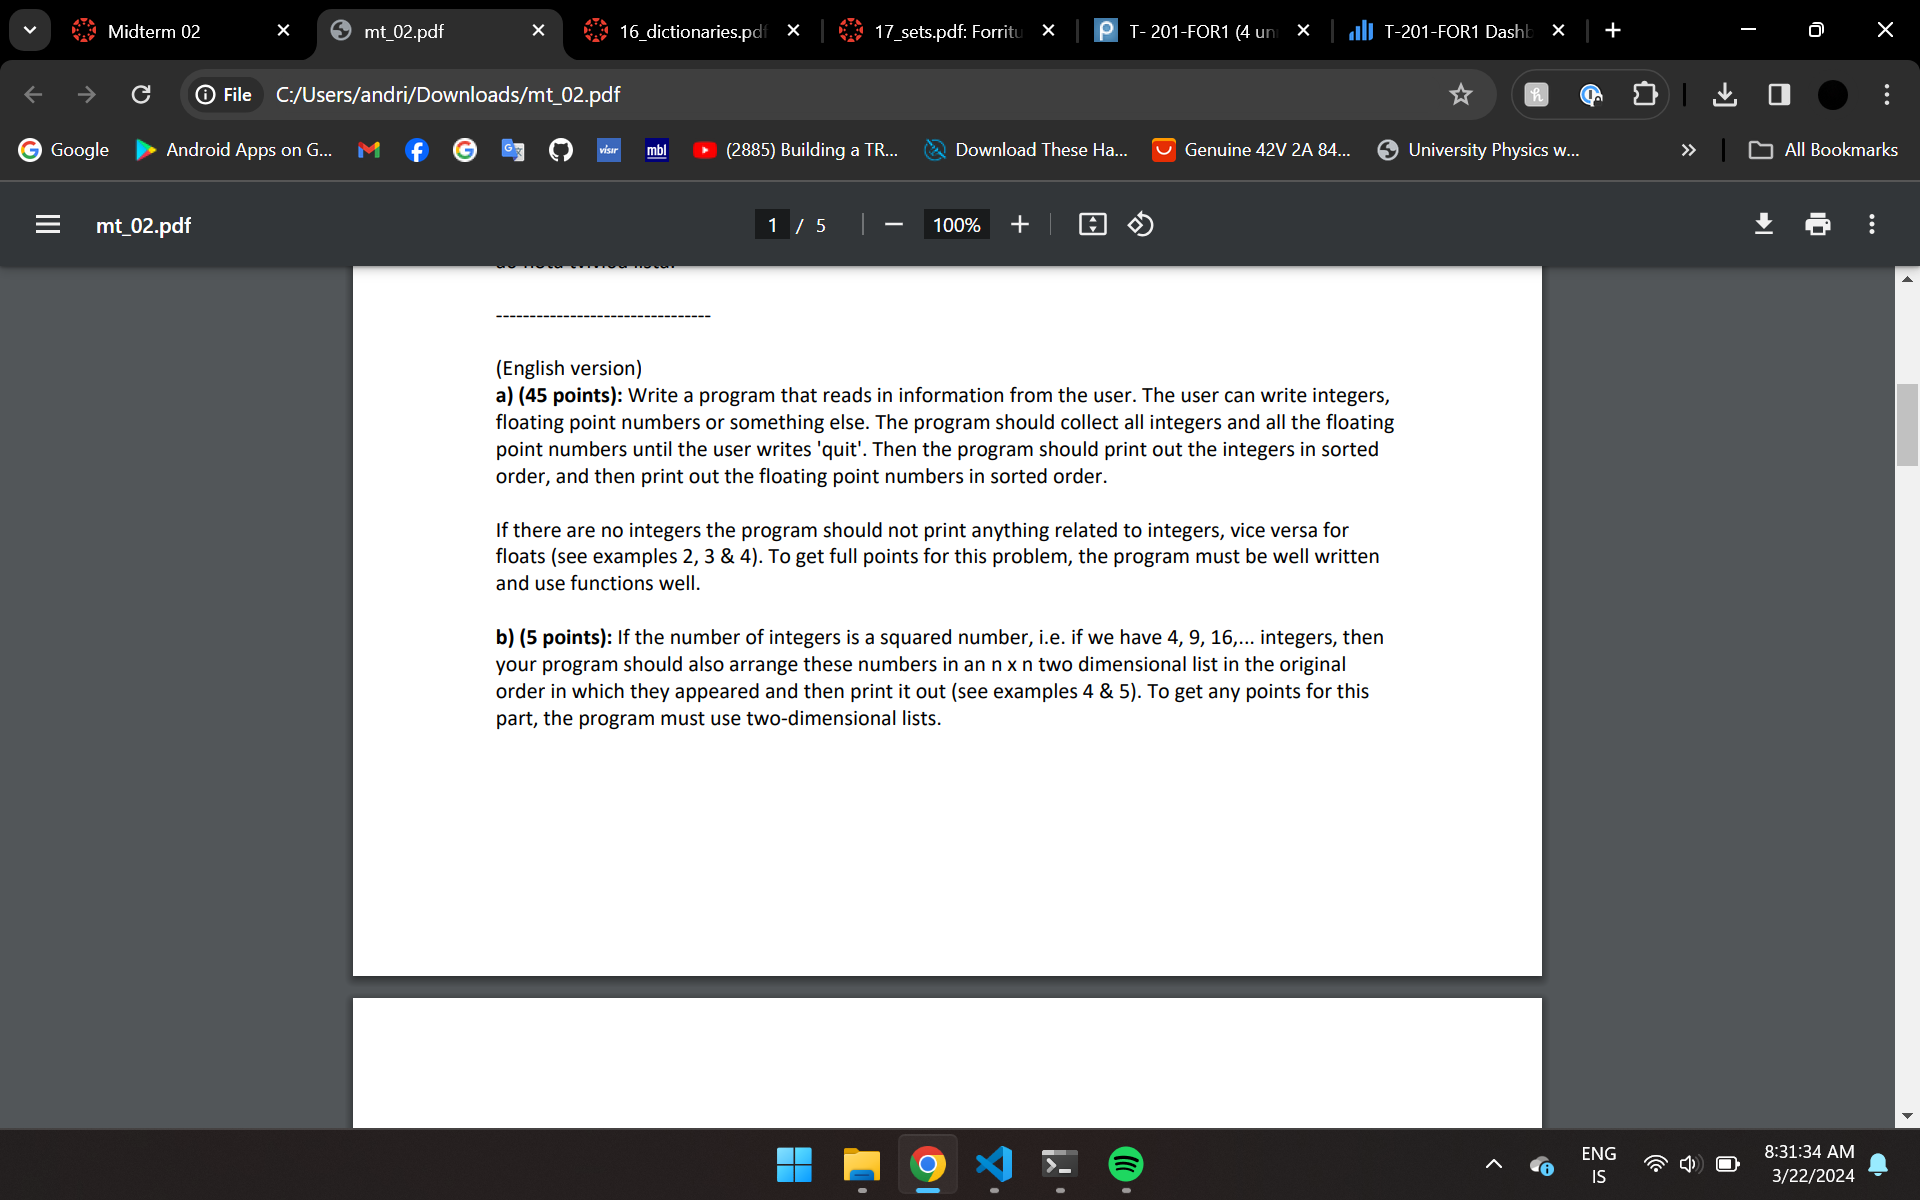 Midterm 02
mt_02.pdf
16_dictionaries.pdf
17_sets.pdf: Forritu
T- 201-FOR1 (4 un
T-201-FOR1 Dashb
File
C:/Users/andri/Downloads/mt_02.pdf
Google
Android Apps on G...
visir
mbl
(2885) Building a TR...
Download These Ha...
Genuine 42V 2A 84...
University Physics w...
All Bookmarks
mt_02.pdf
1 / 5
100%
--------------------------------
(English version)
a) (45 points): Write a program that reads in information from the user. The user can write integers,
floating point numbers or something else. The program should collect all integers and all the floating
point numbers until the user writes 'quit'. Then the program should print out the integers in sorted
order, and then print out the floating point numbers in sorted order.
If there are no integers the program should not print anything related to integers, vice versa for
floats (see examples 2, 3 & 4). To get full points for this problem, the program must be well written
and use functions well.
b) (5 points): If the number of integers is a squared number, i.e. if we have 4, 9, 16,... integers, then
your program should also arrange these numbers in an n x n two dimensional list in the original
order in which they appeared and then print it out (see examples 4 & 5). To get any points for this
part, the program must use two-dimensional lists.
ENG
IS
8:31:34 AM
3/22/2024